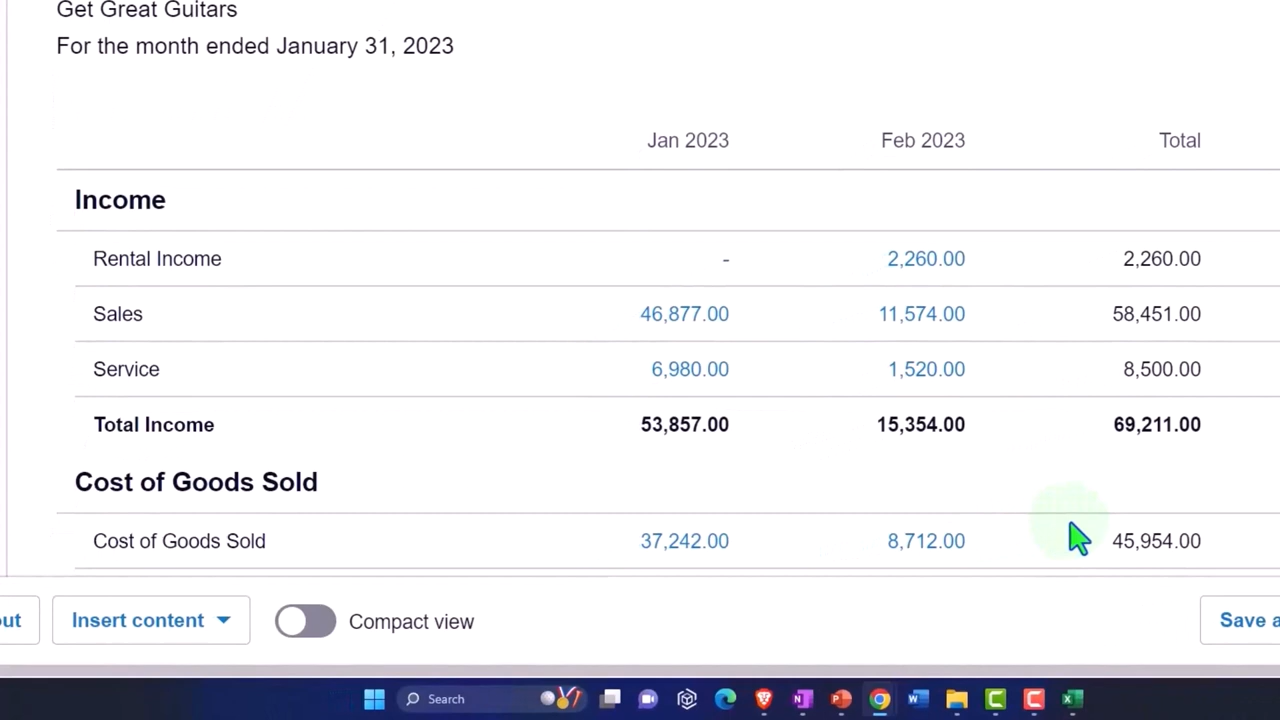 Get Great Guitars
For the month ended January 31, 2023
Jan 2023 Feb 2023 Total
Income
Rental Income - 2,260.00 2,260.00
Sales 46,877.00 11,574.00 58,451.00
Service 6,980.00 1,520.00 8,500.00
Total Income 53,857.00 15,354.00 69,211.00
Cost of Goods Sold
Cost of Goods Sold 37,242.00 8,712.00 45,954.00
out Insert content Compact view Save a
Search